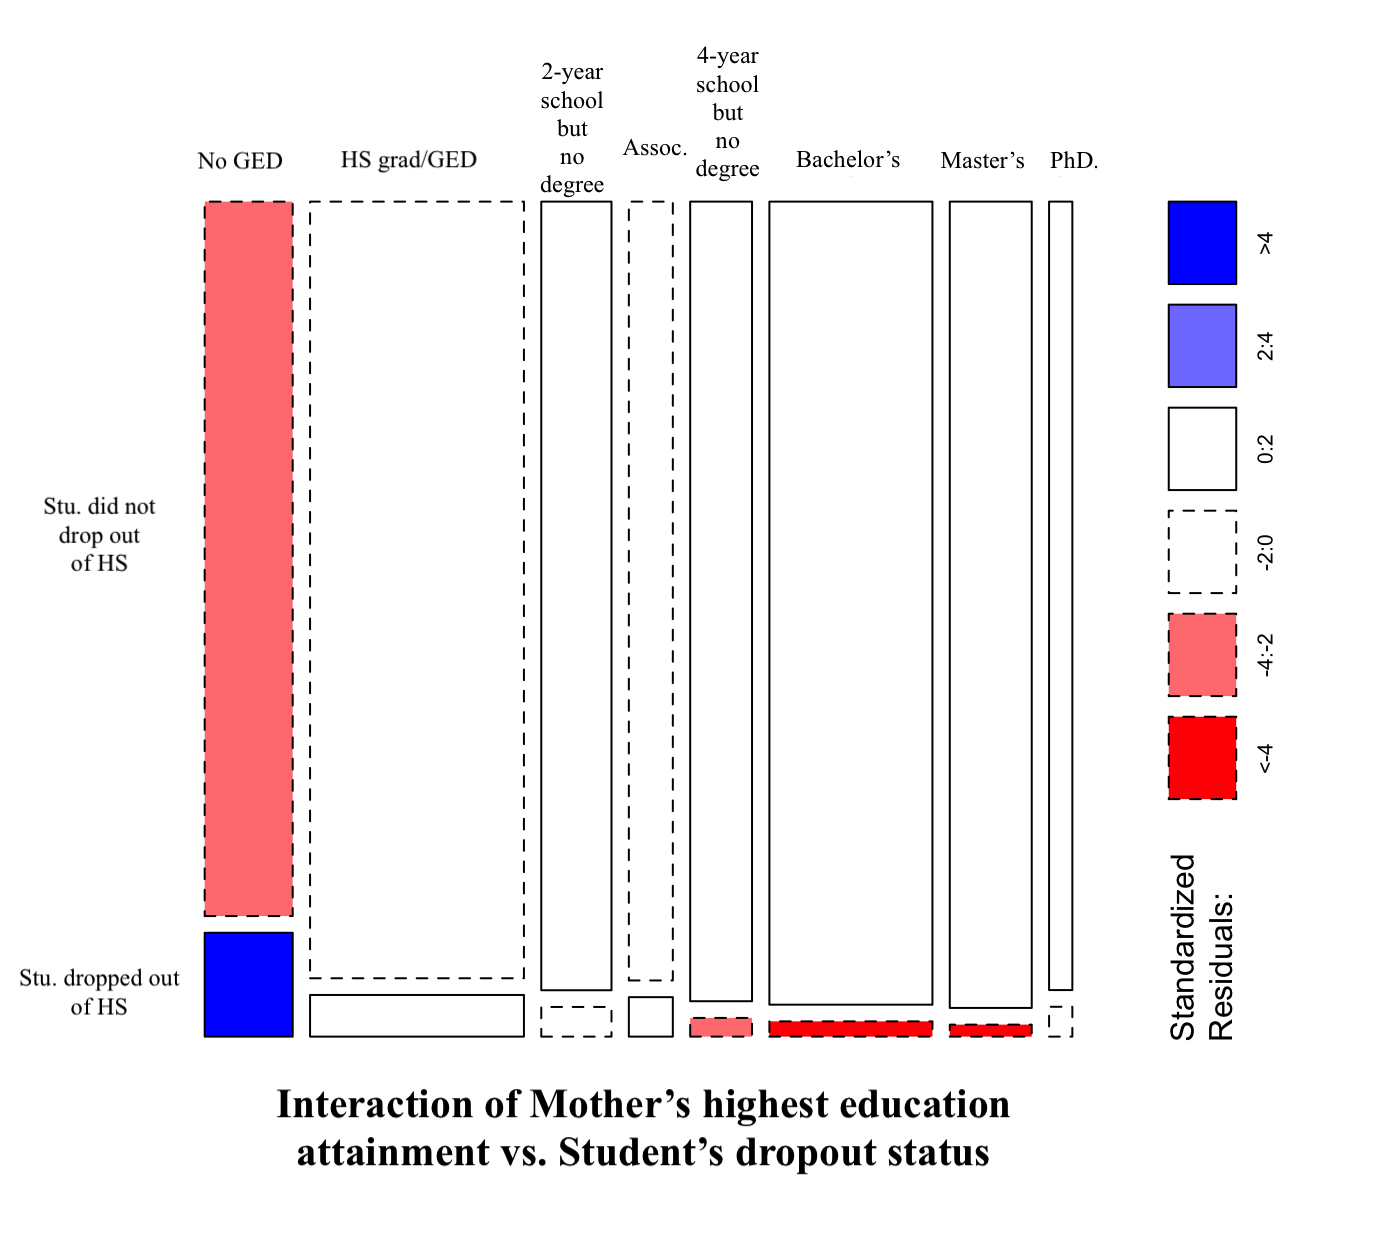 No GED
HS grad/GED
2-year
school
but
no
degree
Assoc.
4-year
school
but
no
degree
Bachelor’s
Master’s
PhD.
Stu. did not
drop out
of HS
Stu. dropped out
of HS
>4
2:4
0:2
-2:0
-4:-2
<-4
Standardized
Residuals:
Interaction of Mother’s highest education
attainment vs. Student’s dropout status